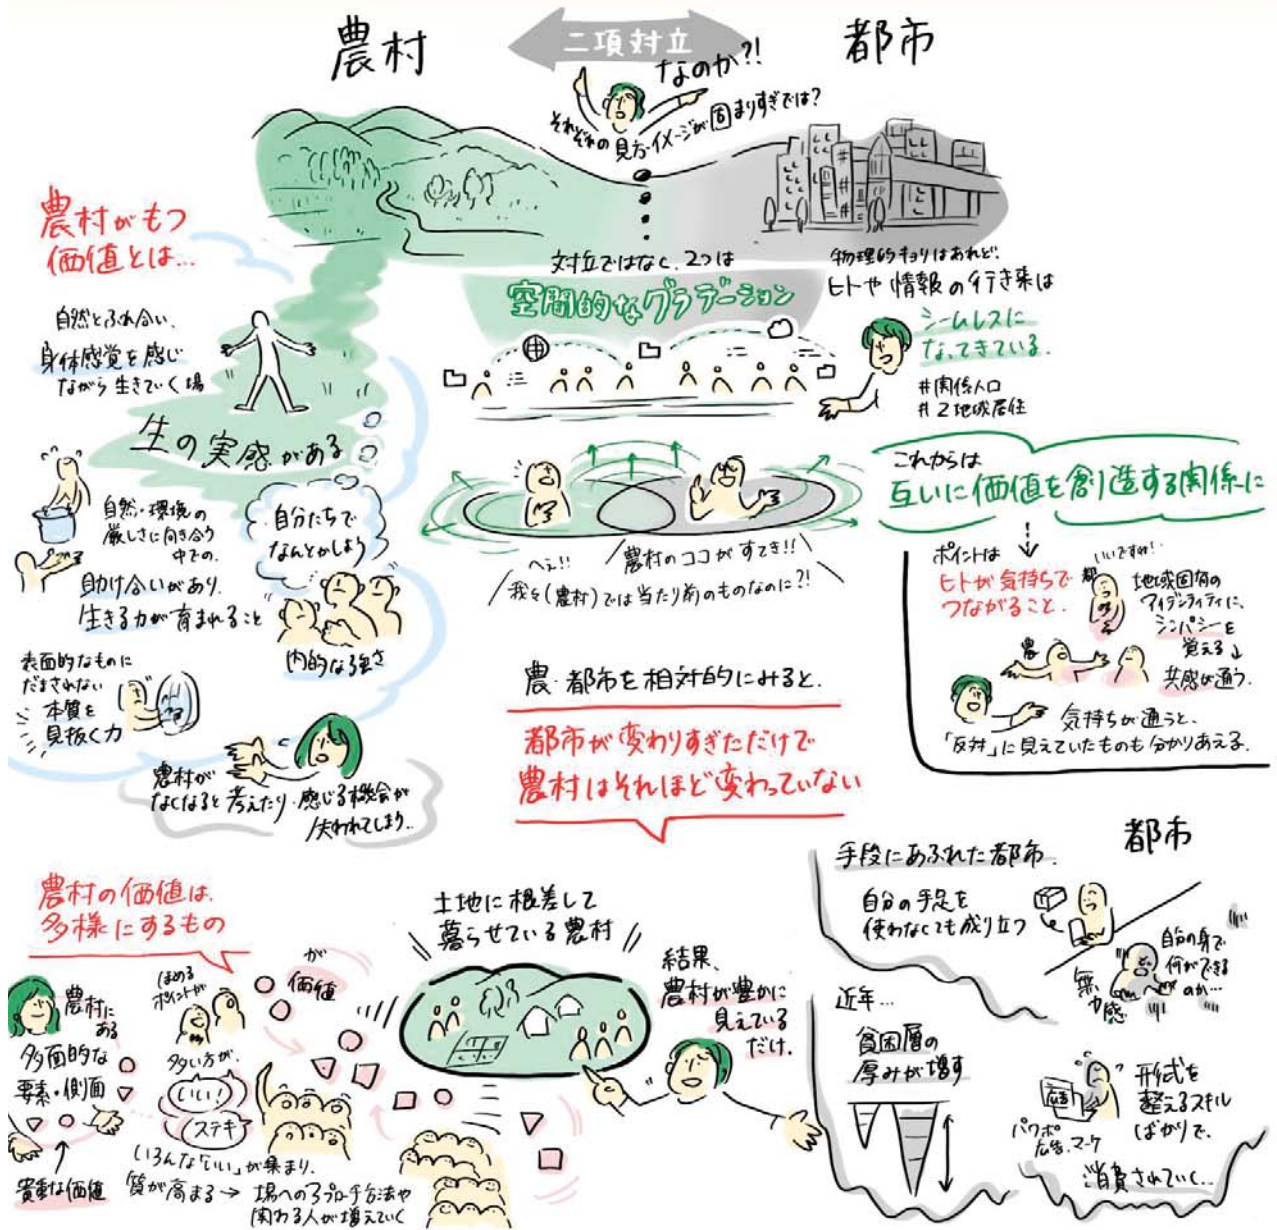 農村
二項対立
都市
なのか?!
それぞれの見方・イメージが固まりすぎでは?
農村がもつ
価値とは…
自然とふれ合い、
身体感覚を感じ
ながら生きていく場
生の実感がある
対立ではなく、2つは
空間的なグラデーション
物理的キョリはあれど、
ヒトや情報の行き来は
シームレスに
なってきている.
#関係人口
#2地域居住
自然・環境の
厳しさに向き合う
中での、
助け合いがあり、
生きる力が育まれること
自分たちで
なんとかしよう
内的な強さ
表面的なものに
だまされない
本質を
見抜く力
農村が
なくなると考えたり・感じる機会が
失われてしまう..
へぇ!!
農村のココがすてき!!
我々(農村)では当たり前のものなのに?!
これからは
互いに価値を創造する関係に
ポイントは
ヒトが気持ちで
つながること.
いいですね!
都
農
地域固有の
アイデンティティに、
シンパシーを
覚える↓
共感が通う.
気持ちが通うと、
「反対」に見えていたものも分かりあえる.
農・都市を相対的にみると、
都市が変わりすぎただけで
農村はそれほど変わっていない
農村の価値は、
多様にするもの
農村に
ある
多面的な
要素・側面
貴重な価値
ほめる
ポイントが
多い方が、
いい!
ステキ
が
価値
いろんな「いい」が集まり、
質が高まる→
場へのアプローチ方法や
関わる人が増えていく
土地に根差して
暮らせている農村
結果、
農村が豊かに
見えている
だけ.
都市
手段にあふれた都市.
自分の手足を
使わなくても成り立つ
自分の身で
何ができる
のか…
無力感
近年…
貧困層の
厚みが増す
広告
パワポ
広告.マーケ
形式を
整えるスキル
ばかりで、
消費されていく…